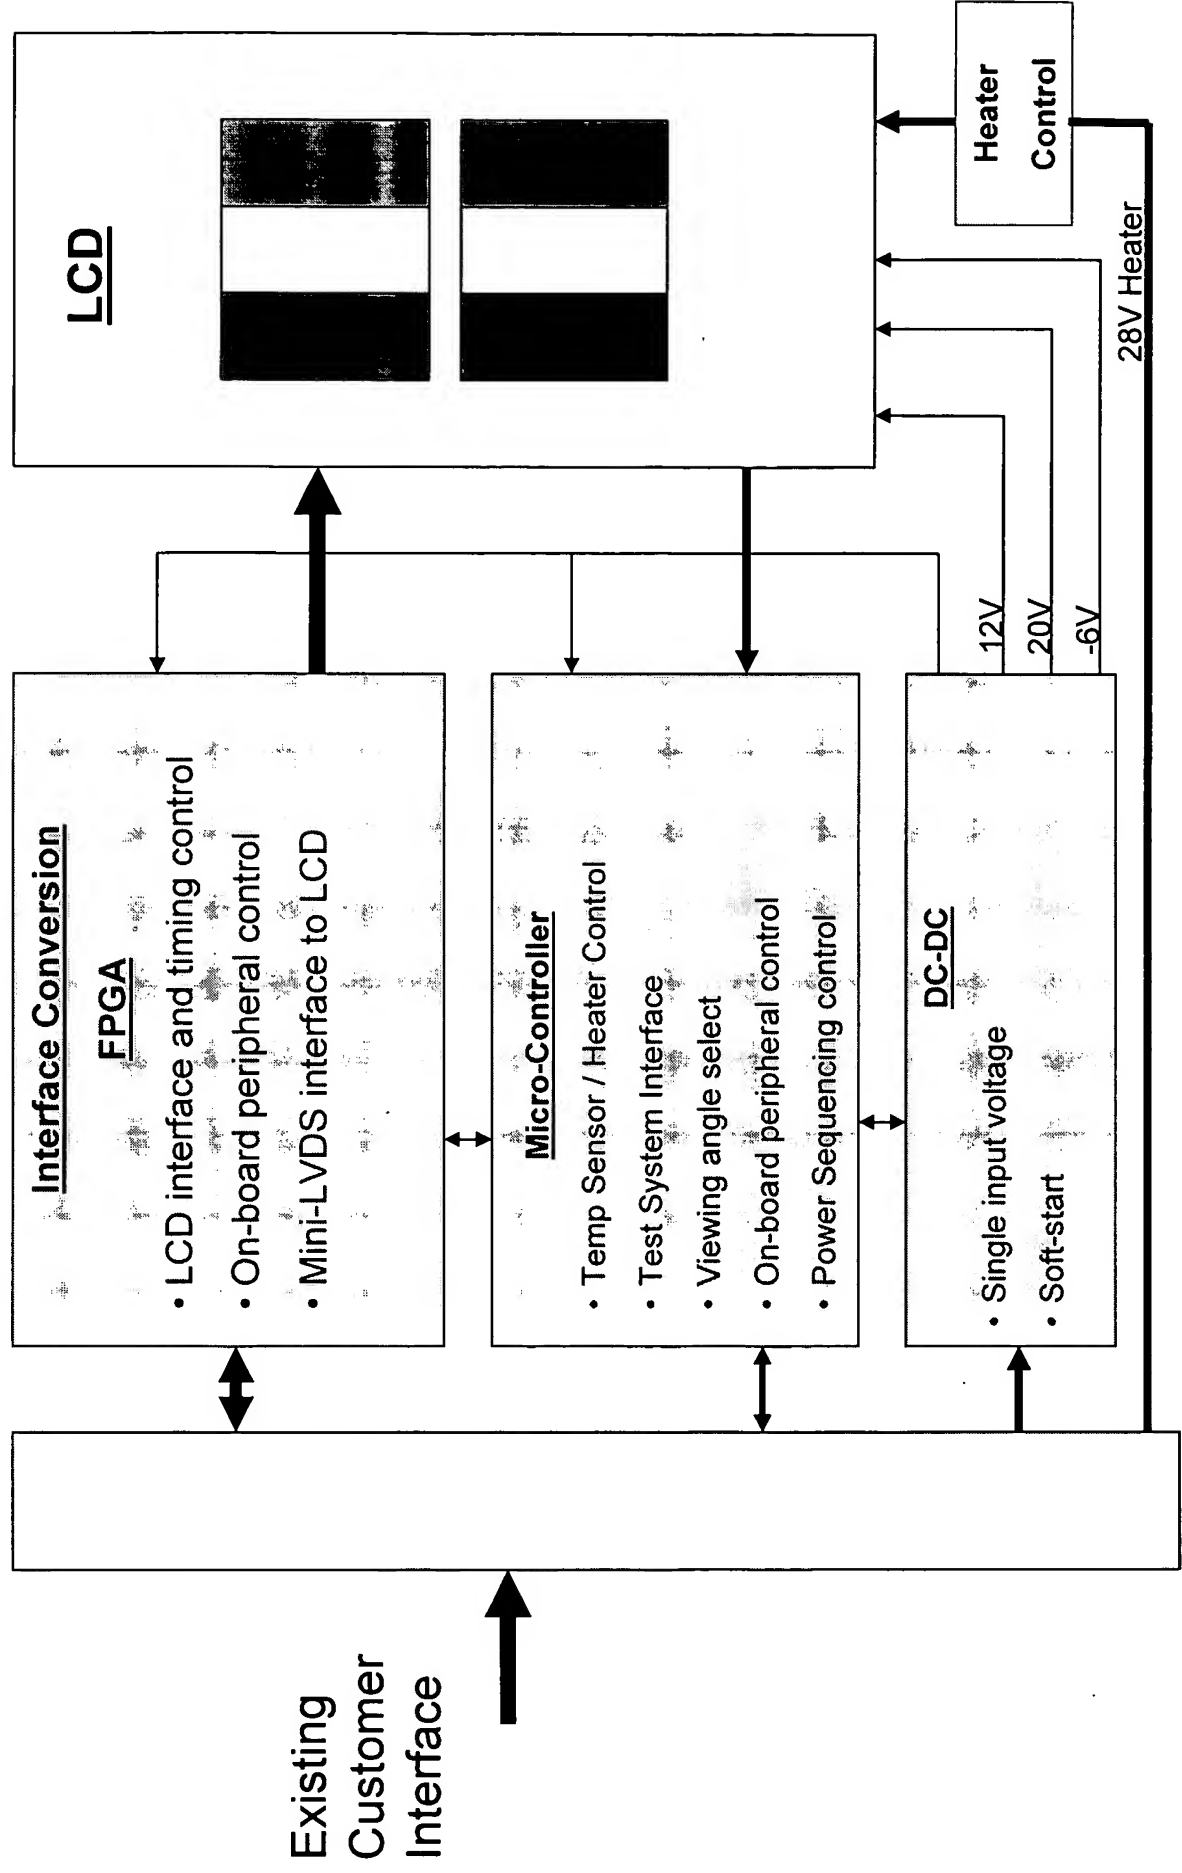 Existing
Customer
Interface
Interface Conversion
FPGA
• LCD interface and timing control
• On-board peripheral control
• Mini-LVDS interface to LCD
Micro-Controller
• Temp Sensor / Heater Control
• Test System Interface
• Viewing angle select
• On-board peripheral control
• Power Sequencing control
DC-DC
• Single input voltage
• Soft-start
12V
20V
-6V
28V Heater
LCD
Heater
Control